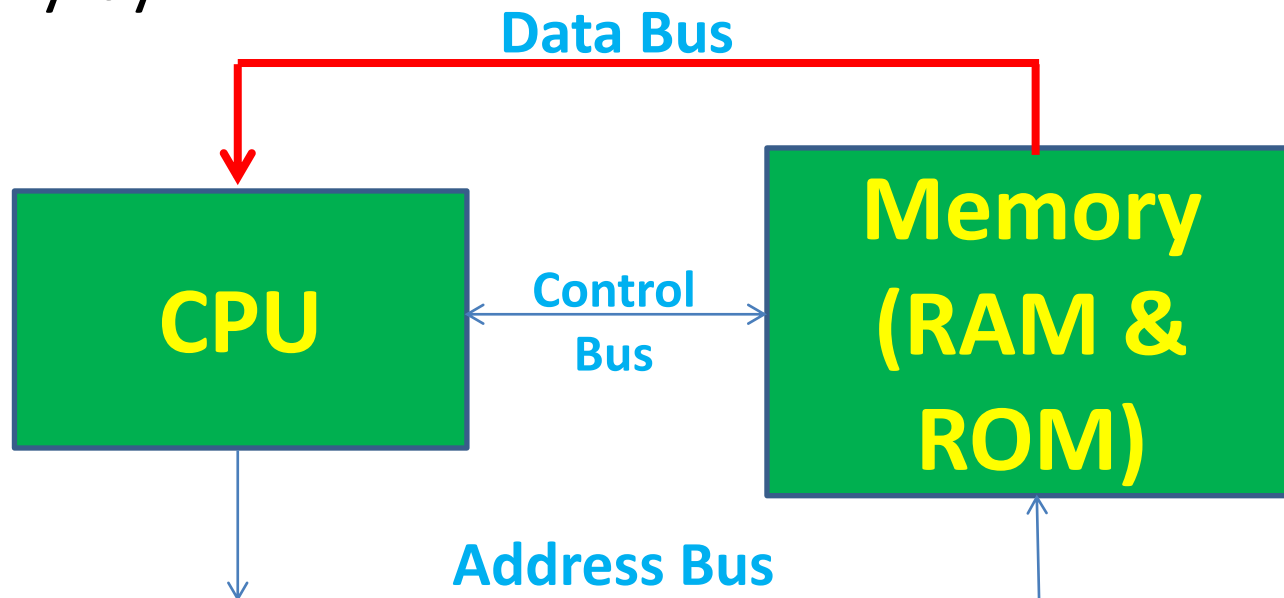 Data Bus
CPU
Control
Bus
Memory
(RAM &
ROM)
Address Bus